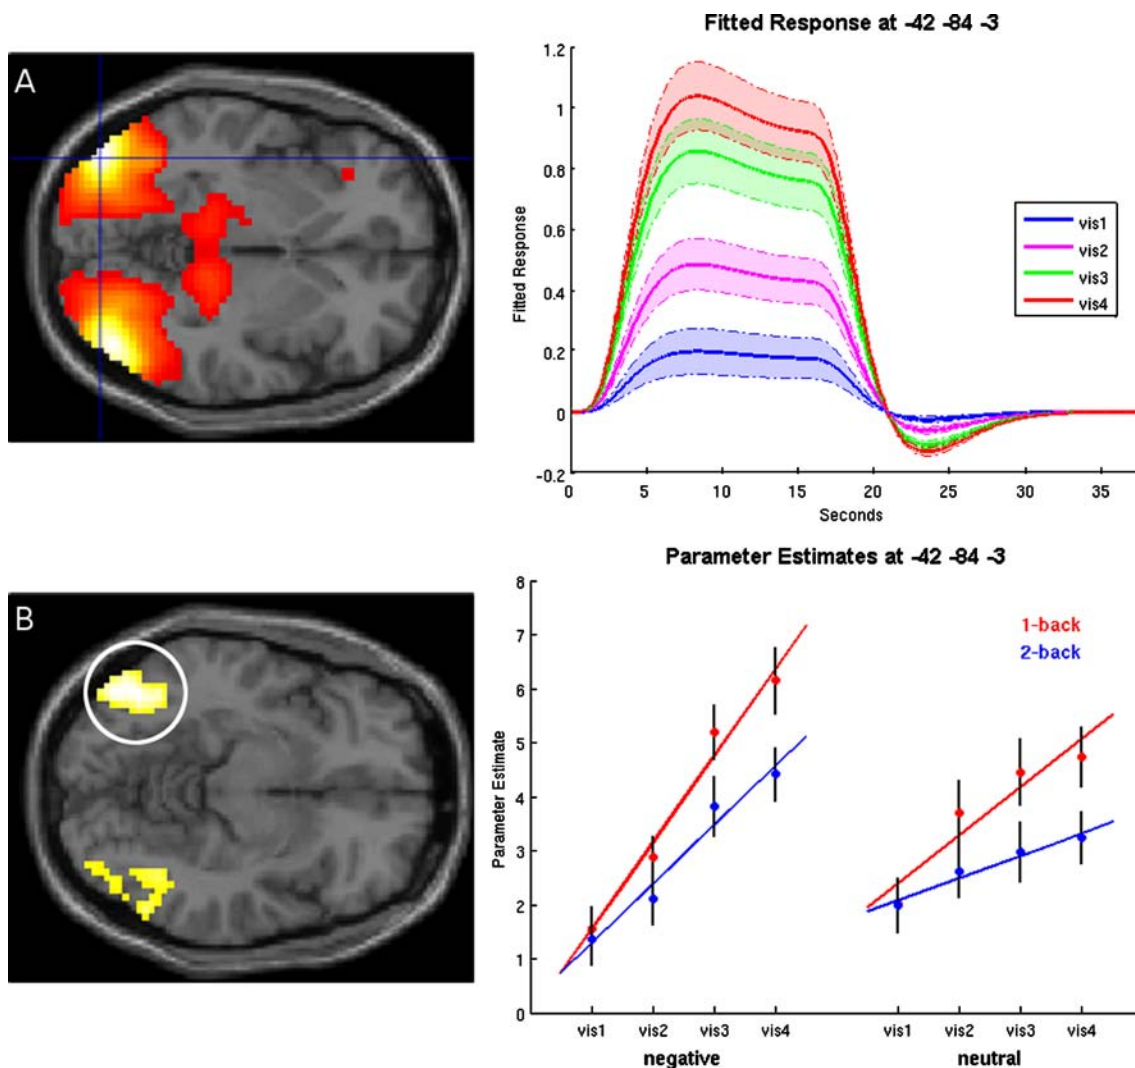 A
Fitted Response at -42 -84 -3
Fitted Response
1.2
1
0.8
0.6
0.4
0.2
0
-0.2
0 5 10 15 20 25 30 35
Seconds
vis1
vis2
vis3
vis4
B
Parameter Estimates at -42 -84 -3
Parameter Estimate
8
7
6
5
4
3
2
1
0
1-back
2-back
vis1 vis2 vis3 vis4 vis1 vis2 vis3 vis4
negative neutral